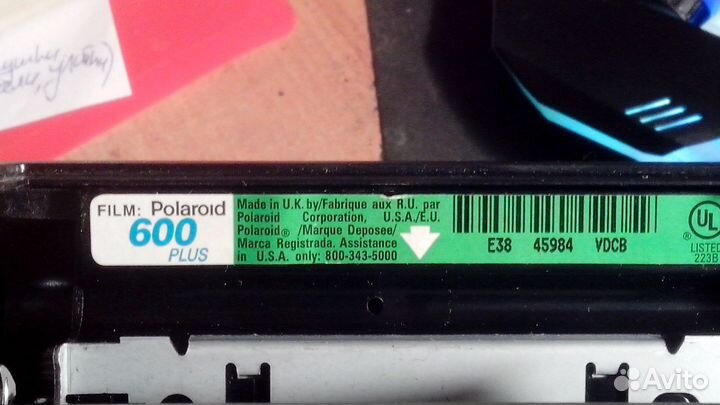 FILM: Polaroid
600
PLUS
Made in U.K. by/Fabrique aux R.U. par
Polaroid Corporation, U.S.A./E.U.
Polaroid® /Marque Deposee/
Marca Registrada. Assistance
in U.S.A. only: 800-343-5000
E38 45984 VDCB
UL
LISTED
223B
Avito